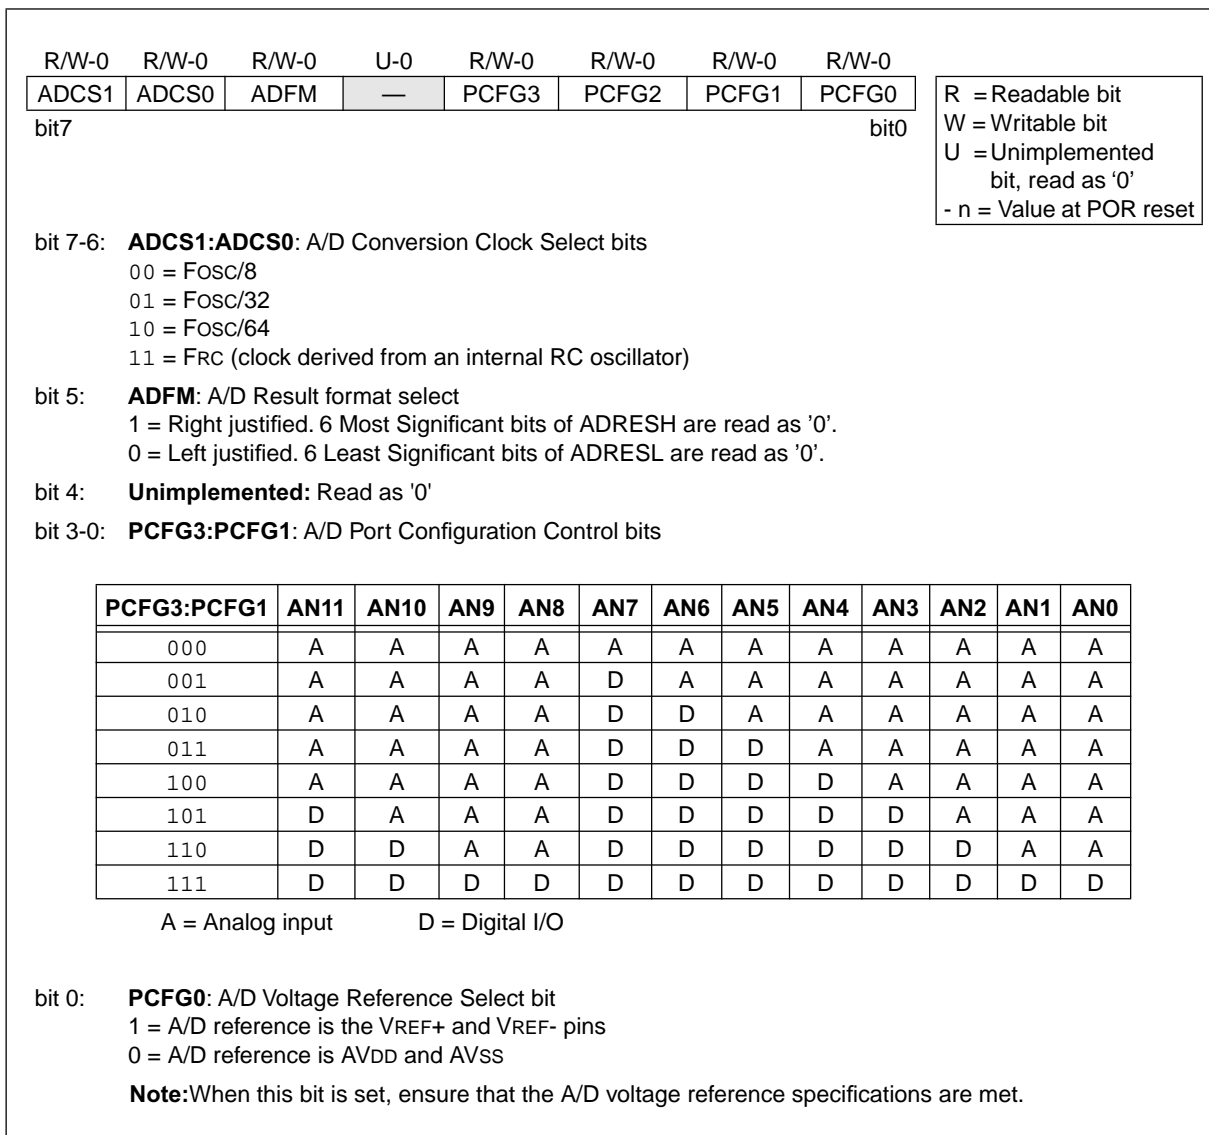 R/W-0 R/W-0 R/W-0 U-0 R/W-0 R/W-0 R/W-0 R/W-0
ADCS1 ADCS0 ADFM — PCFG3 PCFG2 PCFG1 PCFG0
bit7 bit0
R = Readable bit
W = Writable bit
U = Unimplemented
bit, read as ‘0’
- n = Value at POR reset
bit 7-6: ADCS1:ADCS0: A/D Conversion Clock Select bits
00 = FOSC/8
01 = FOSC/32
10 = FOSC/64
11 = FRC (clock derived from an internal RC oscillator)
bit 5: ADFM: A/D Result format select
1 = Right justified. 6 Most Significant bits of ADRESH are read as ’0’.
0 = Left justified. 6 Least Significant bits of ADRESL are read as ’0’.
bit 4: Unimplemented: Read as '0'
bit 3-0: PCFG3:PCFG1: A/D Port Configuration Control bits
PCFG3:PCFG1 AN11 AN10 AN9 AN8 AN7 AN6 AN5 AN4 AN3 AN2 AN1 AN0
000 A A A A A A A A A A A A
001 A A A A D A A A A A A A
010 A A A A D D A A A A A A
011 A A A A D D D A A A A A
100 A A A A D D D D A A A A
101 D A A A D D D D D A A A
110 D D A A D D D D D D A A
111 D D D D D D D D D D D D
A = Analog input D = Digital I/O
bit 0: PCFG0: A/D Voltage Reference Select bit
1 = A/D reference is the VREF+ and VREF- pins
0 = A/D reference is AVDD and AVSS
Note:When this bit is set, ensure that the A/D voltage reference specifications are met.